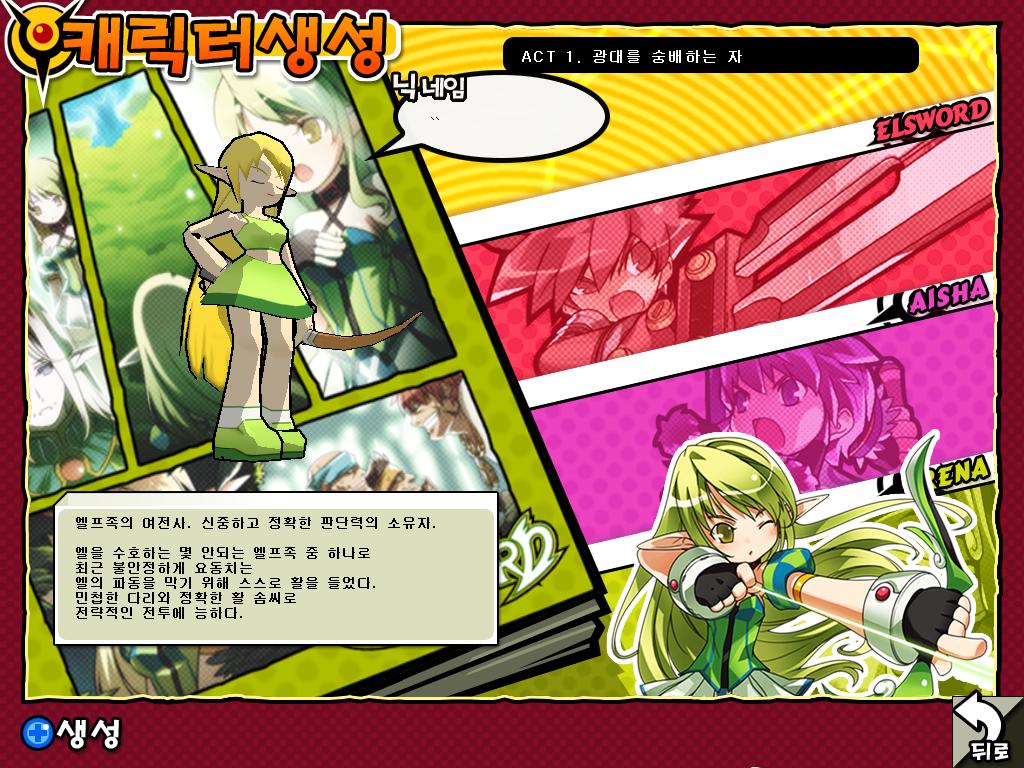 캐릭터생성
ACT 1. 광대를 숭배하는 자
닉네임
ELSWORD
AISHA
RENA
엘프족의 여전사. 신중하고 정확한 판단력의 소유자.
엘을 수호하는 몇 안되는 엘프족 중 하나로
최근 불안정하게 요동치는
엘의 파동을 막기 위해 스스로 활을 들었다.
민첩한 다리와 정확한 활 솜씨로
전략적인 전투에 능하다.
RD
생성
뒤로